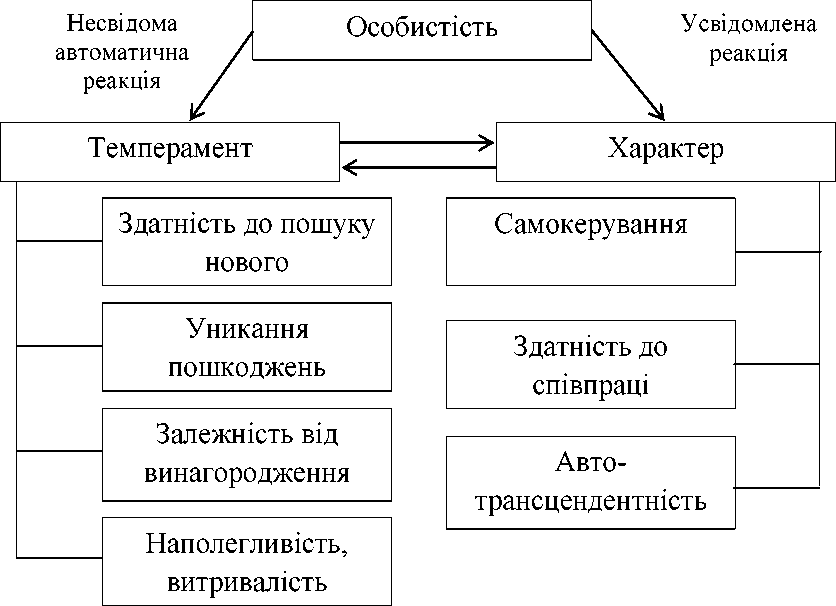 Несвідома
автоматична
реакція
Особистість
Усвідомлена
реакція
Темперамент
Характер
Здатність до пошуку
нового
Уникання
пошкоджень
Залежність від
винагородження
Наполегливість,
витривалість
Самокерування
Здатність до
співпраці
Авто-
трансцендентність